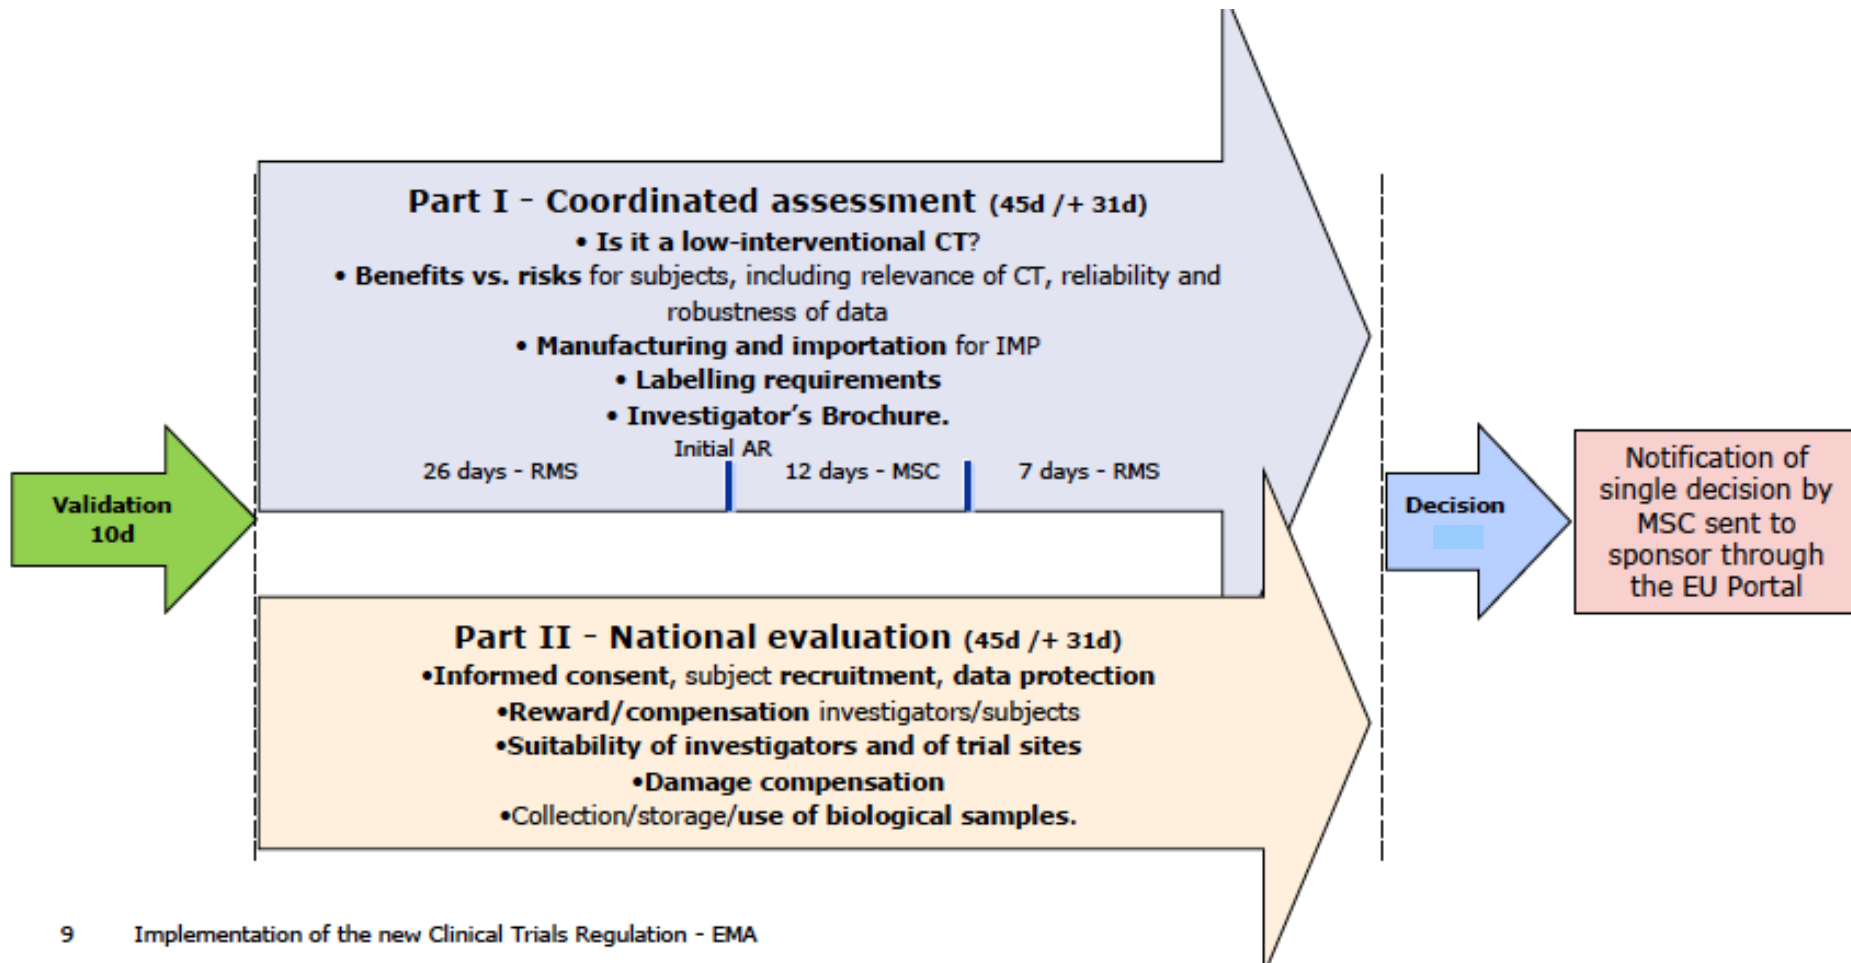 Part I - Coordinated assessment (45d /+ 31d)
• Is it a low-interventional CT?
• Benefits vs. risks for subjects, including relevance of CT, reliability and
robustness of data
• Manufacturing and importation for IMP
• Labelling requirements
• Investigator's Brochure.
Initial AR
26 days - RMS
12 days - MSC
7 days - RMS
Validation
10d
Part II - National evaluation (45d /+ 31d)
•Informed consent, subject recruitment, data protection
•Reward/compensation investigators/subjects
•Suitability of investigators and of trial sites
•Damage compensation
•Collection/storage/use of biological samples.
Decision
Notification of
single decision by
MSC sent to
sponsor through
the EU Portal
9 Implementation of the new Clinical Trials Regulation - EMA